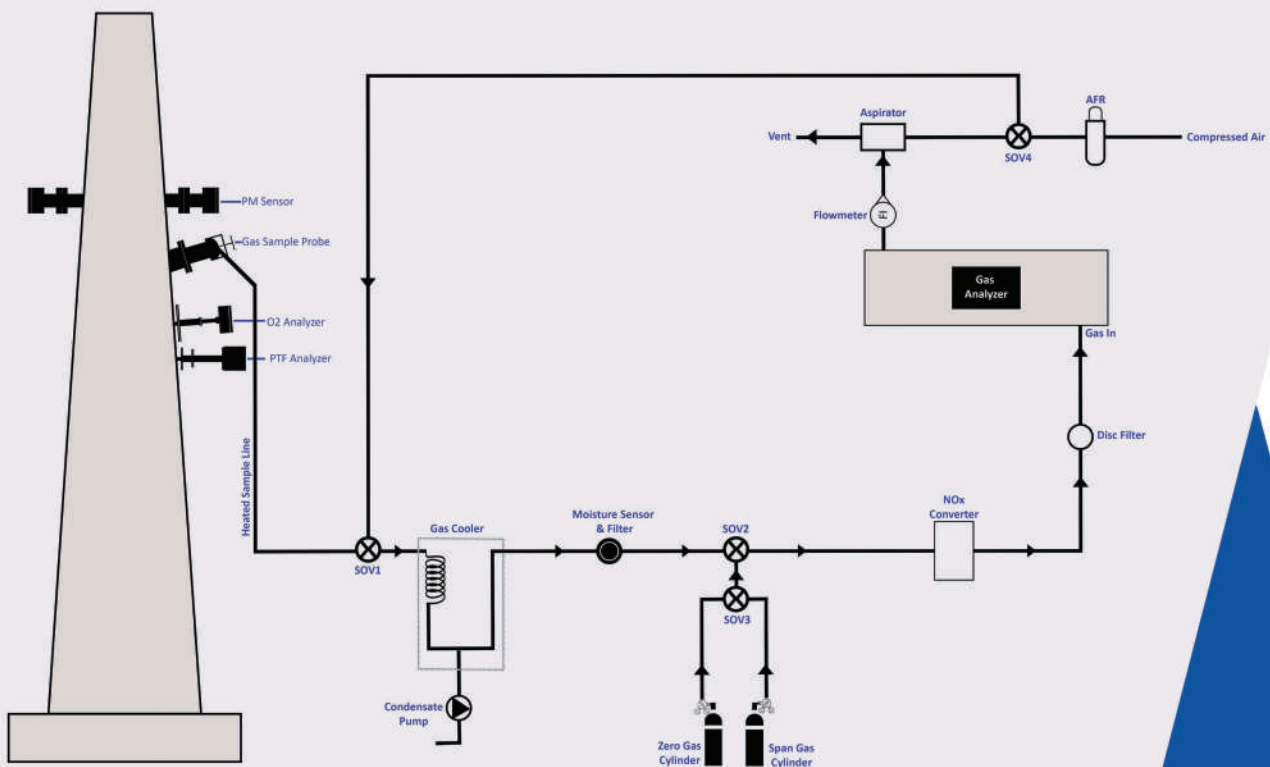 AFR
Aspirator
Vent
Compressed Air
SOV4
PM Sensor
Flowmeter
FI
Gas Sample Probe
Gas
Analyzer
O2 Analyzer
Gas In
PTF Analyzer
Disc Filter
Heated Sample Line
NOx
Converter
Moisture Sensor
& Filter
Gas Cooler
SOV2
SOV1
SOV3
Condensate
Pump
Zero Gas
Cylinder
Span Gas
Cylinder